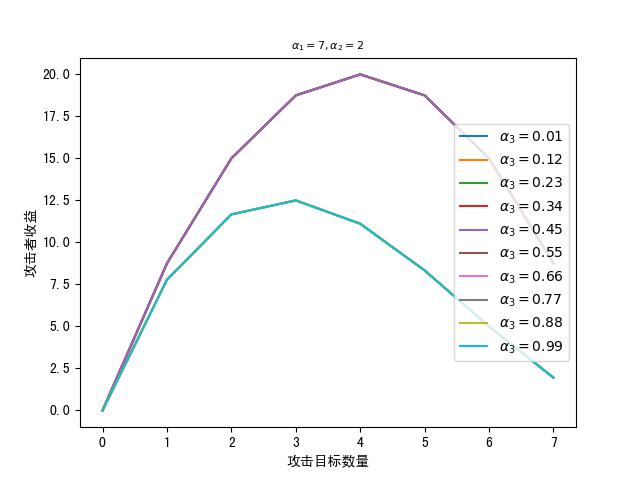 α₁ = 7, α₂ = 2
20.0
17.5
15.0
12.5
10.0
7.5
5.0
2.5
0.0
攻击者收益
α₃ = 0.01
α₃ = 0.12
α₃ = 0.23
α₃ = 0.34
α₃ = 0.45
α₃ = 0.55
α₃ = 0.66
α₃ = 0.77
α₃ = 0.88
α₃ = 0.99
0 1 2 3 4 5 6 7
攻击目标数量